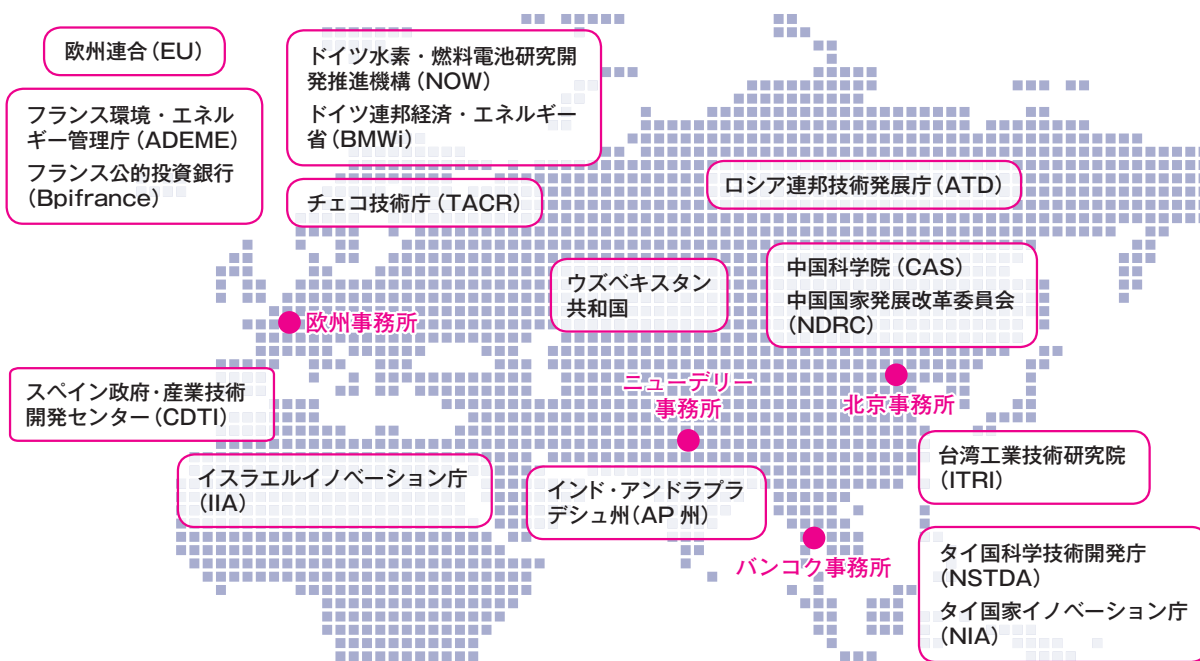 欧州連合(EU)
フランス環境・エネル
ギー管理庁(ADEME)
フランス公的投資銀行
(Bpifrance)
ドイツ水素・燃料電池研究開
発推進機構(NOW)
ドイツ連邦経済・エネルギー
省(BMWi)
チェコ技術庁(TACR)
ロシア連邦技術発展庁(ATD)
ウズベキスタン
共和国
中国科学院(CAS)
中国国家発展改革委員会
(NDRC)
欧州事務所
スペイン政府・産業技術
開発センター(CDTI)
ニューデリー
事務所
北京事務所
イスラエルイノベーション庁
(IIA)
インド・アンドラプラ
デシュ州(AP 州)
台湾工業技術研究院
(ITRI)
バンコク事務所
タイ国科学技術開発庁
(NSTDA)
タイ国家イノベーション庁
(NIA)